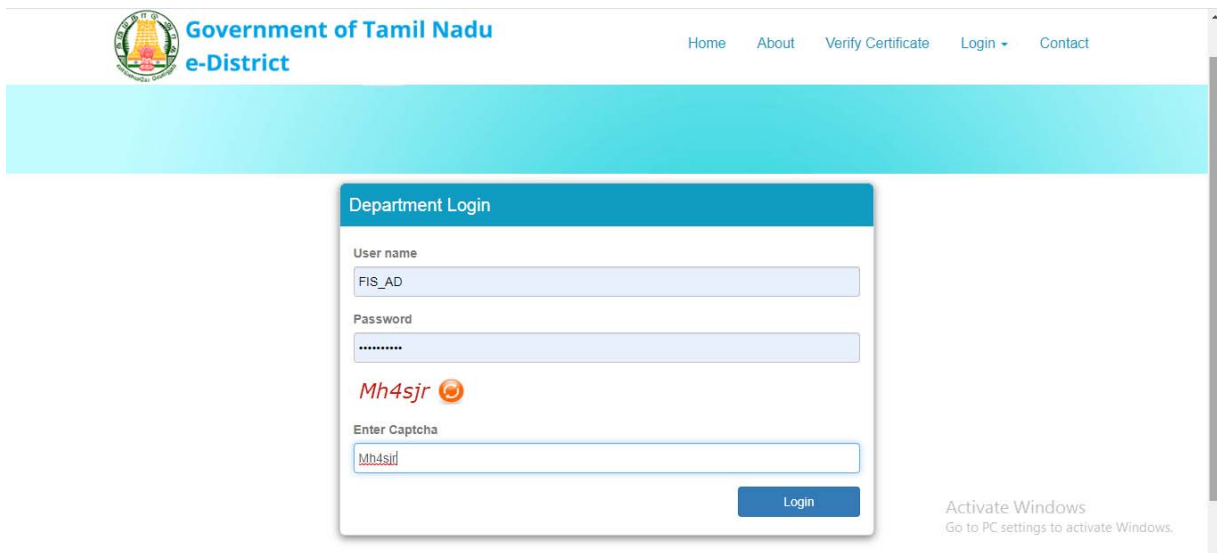 Government of Tamil Nadu
e-District
Home About Verify Certificate Login Contact
Department Login
User name
FIS_AD
Password
••••••••••
Mh4sjr
Enter Captcha
Mh4sjr
Login
Activate Windows
Go to PC settings to activate Windows.